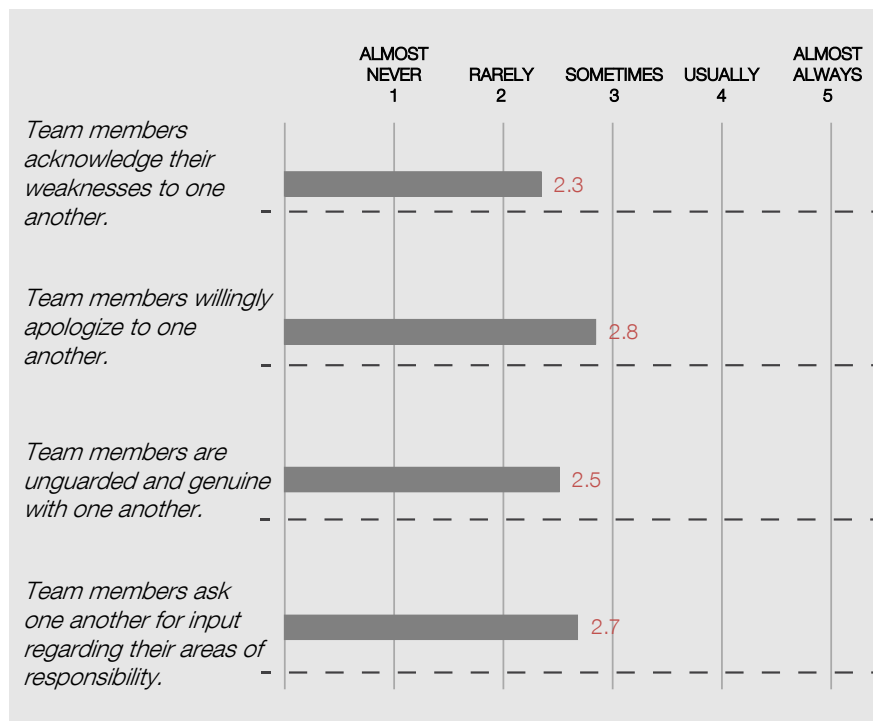 ALMOST
NEVER
1
RARELY
2
SOMETIMES
3
USUALLY
4
ALMOST
ALWAYS
5
Team members
acknowledge their
weaknesses to one
another.
2.3
Team members willingly
apologize to one
another.
2.8
Team members are
unguarded and genuine
with one another.
2.5
Team members ask
one another for input
regarding their areas of
responsibility.
2.7